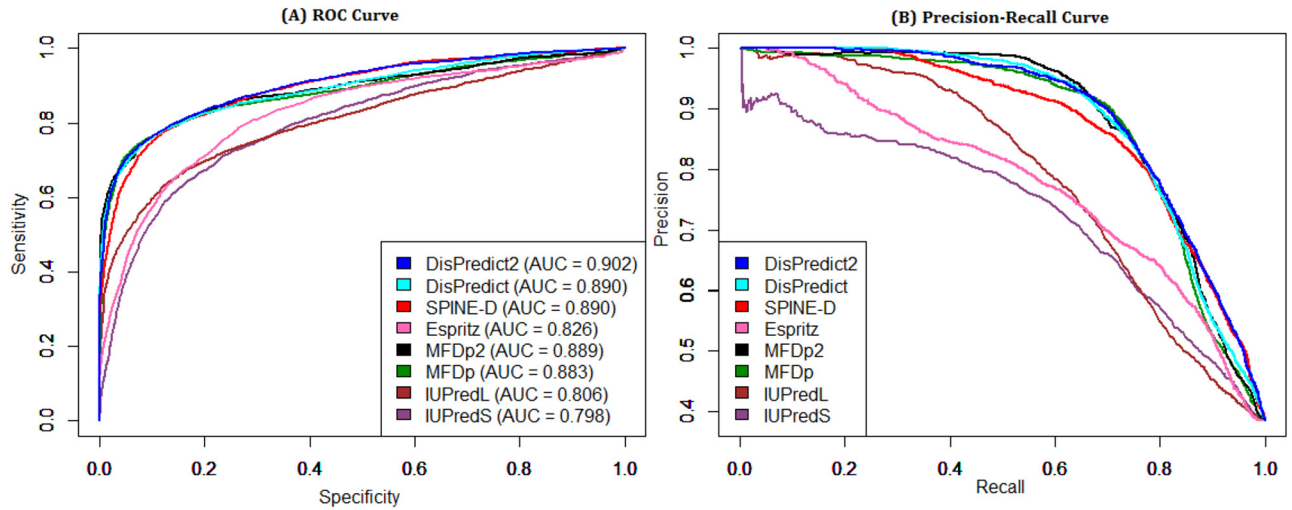 (A) ROC Curve
1.0
0.8
0.6
0.4
0.2
0.0
Sensitivity
DisPredict2 (AUC = 0.902)
DisPredict (AUC = 0.890)
SPINE-D (AUC = 0.890)
Espritz (AUC = 0.826)
MFDp2 (AUC = 0.889)
MFDp (AUC = 0.883)
IUPredL (AUC = 0.806)
IUPredS (AUC = 0.798)
0.0 0.2 0.4 0.6 0.8 1.0
Specificity
(B) Precision-Recall Curve
1.0
0.9
0.8
0.7
0.6
0.5
0.4
Precision
DisPredict2
DisPredict
SPINE-D
Espritz
MFDp2
MFDp
IUPredL
IUPredS
0.0 0.2 0.4 0.6 0.8 1.0
Recall